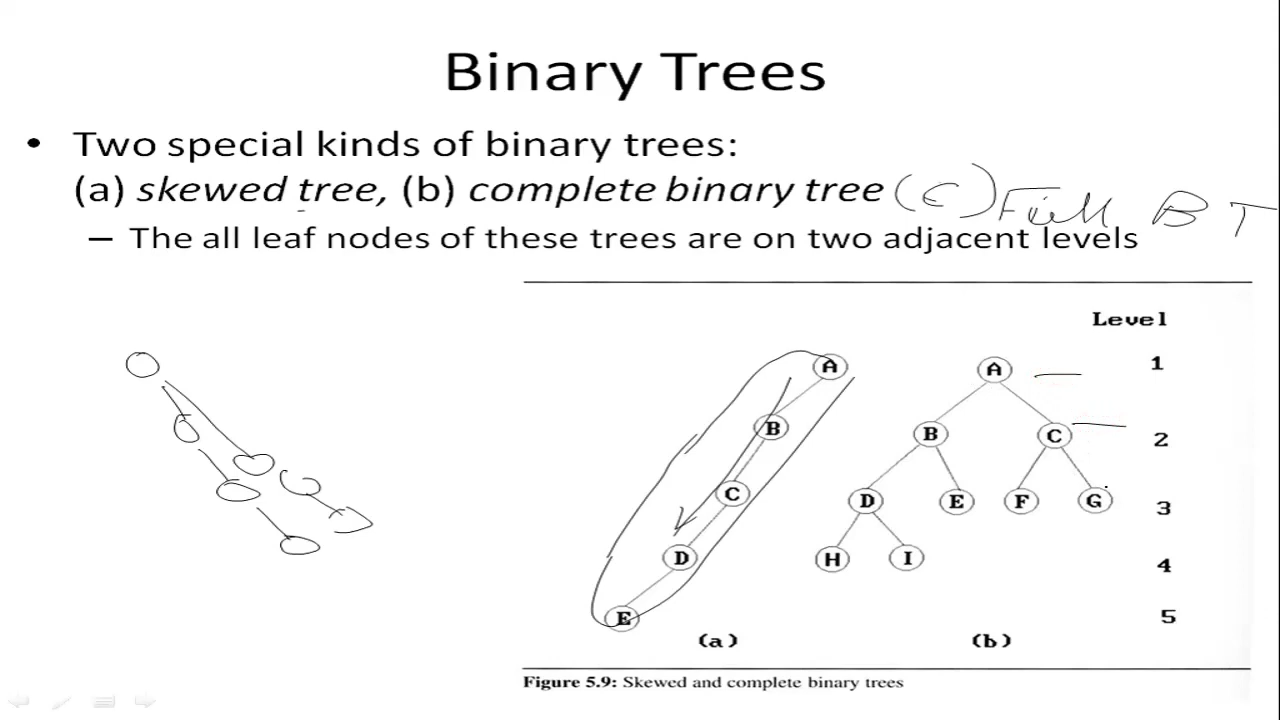 Binary Trees
• Two special kinds of binary trees:
(a) skewed tree, (b) complete binary tree (c) Full B T
– The all leaf nodes of these trees are on two adjacent levels
Level
A A 1
B B C 2
C D E F G 3
D H I 4
E 5
(a) (b)
Figure 5.9: Skewed and complete binary trees